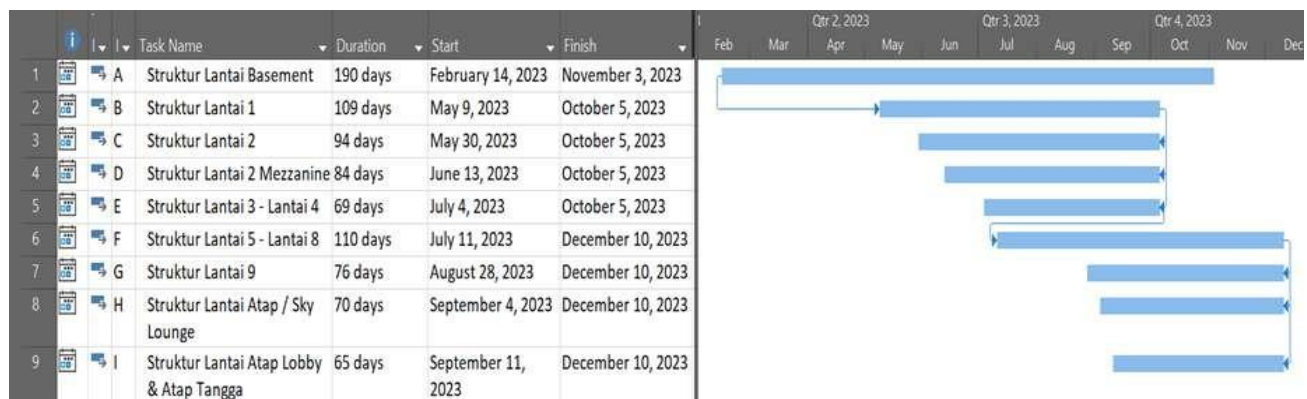 Qtr 2, 2023 Qtr 3, 2023 Qtr 4, 2023
Task Name Duration Start Finish Feb Mar Apr May Jun Jul Aug Sep Oct Nov Dec
1 A Struktur Lantai Basement 190 days February 14, 2023 November 3, 2023
2 B Struktur Lantai 1 109 days May 9, 2023 October 5, 2023
3 C Struktur Lantai 2 94 days May 30, 2023 October 5, 2023
4 D Struktur Lantai 2 Mezzanine 84 days June 13, 2023 October 5, 2023
5 E Struktur Lantai 3 - Lantai 4 69 days July 4, 2023 October 5, 2023
6 F Struktur Lantai 5 - Lantai 8 110 days July 11, 2023 December 10, 2023
7 G Struktur Lantai 9 76 days August 28, 2023 December 10, 2023
8 H Struktur Lantai Atap / Sky 70 days September 4, 2023 December 10, 2023
Lounge
9 I Struktur Lantai Atap Lobby 65 days September 11, December 10, 2023
& Atap Tangga 2023